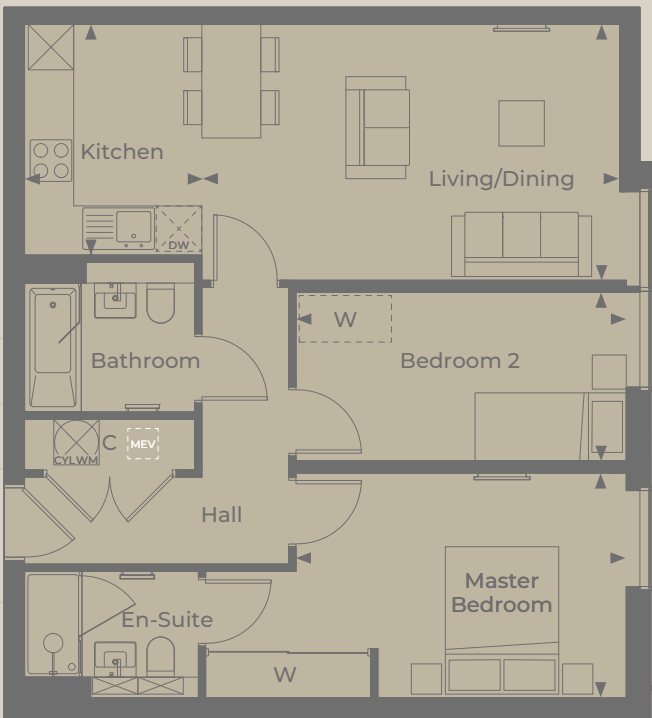 Kitchen
Living/Dining
DW
W
Bathroom
Bedroom 2
C
MEV
CYL WM
Hall
Master
Bedroom
En-Suite
W